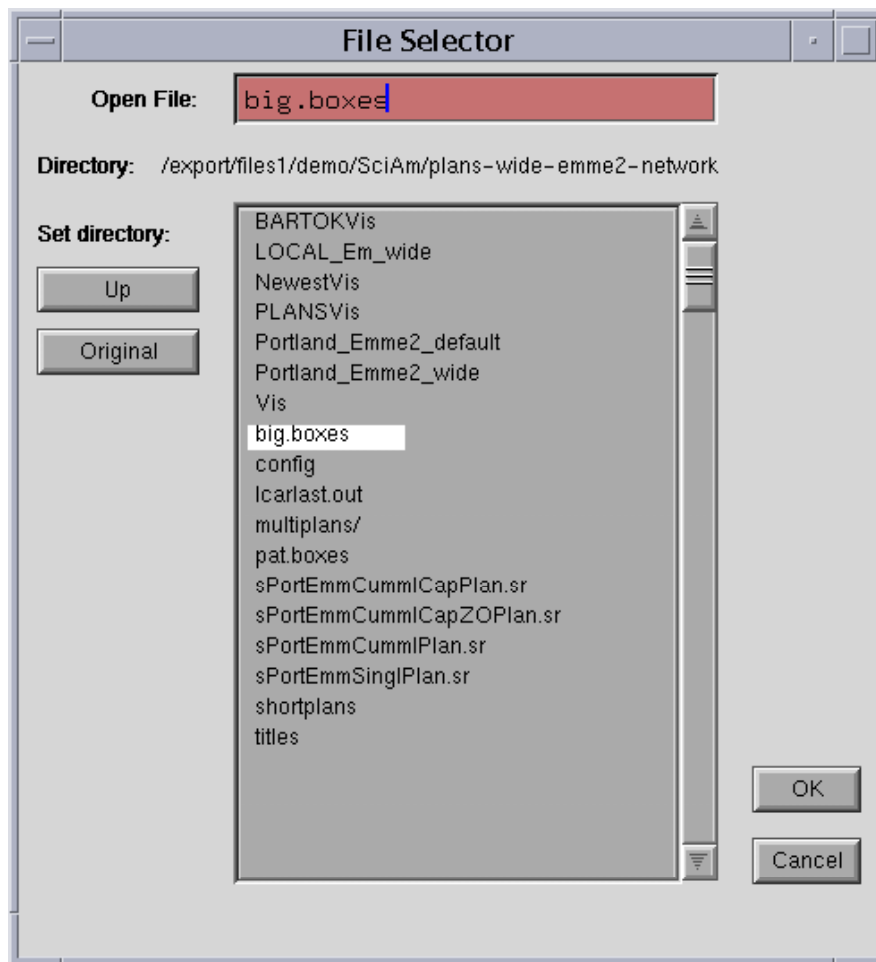 File Selector
Open File: big.boxes
Directory: /export/files1/demo/SciAm/plans-wide-emme2-network
Set directory:
Up
Original
BARTOKVis
LOCAL_Em_wide
NewestVis
PLANSVis
Portland_Emme2_default
Portland_Emme2_wide
Vis
big.boxes
config
lcarlast.out
multiplans/
pat.boxes
sPortEmmCummlCapPlan.sr
sPortEmmCummlCapZOPlan.sr
sPortEmmCummlPlan.sr
sPortEmmSinglPlan.sr
shortplans
titles
OK
Cancel